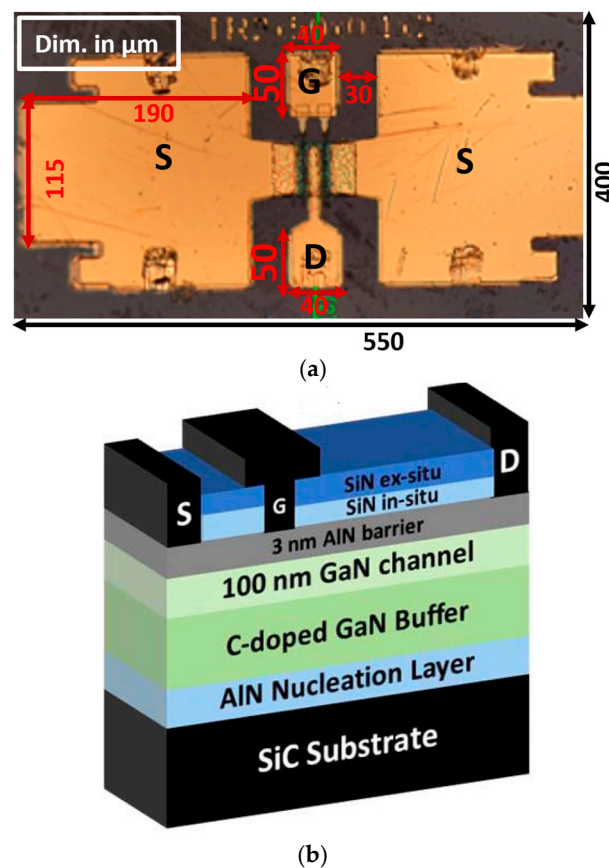 Dim. in μm
40
50
G
30
190
S
S
115
400
50
D
40
550
(a)
S
G
D
SiN ex-situ
SiN in-situ
3 nm AlN barrier
100 nm GaN channel
C-doped GaN Buffer
AlN Nucleation Layer
SiC Substrate
(b)